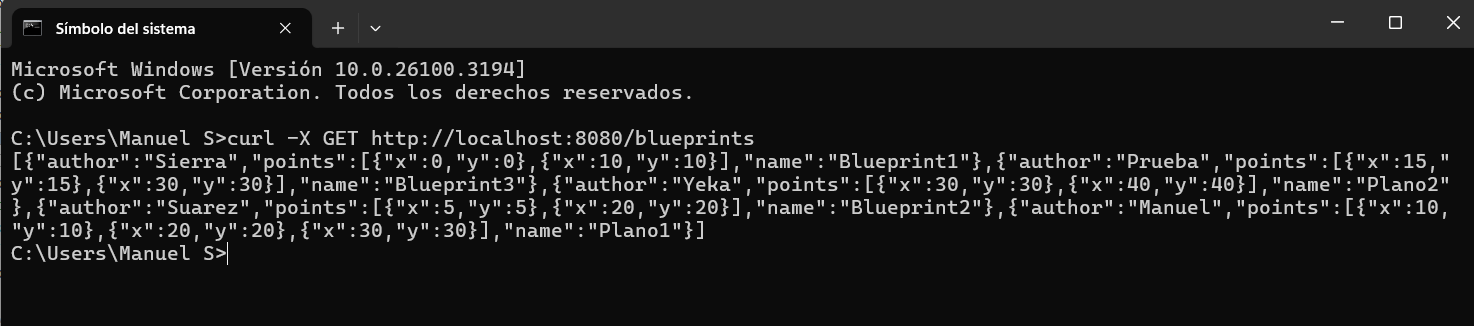 Símbolo del sistema
Microsoft Windows [Versión 10.0.26100.3194]
(c) Microsoft Corporation. Todos los derechos reservados.
C:\Users\Manuel S>curl -X GET http://localhost:8080/blueprints
[{"author":"Sierra","points":[{"x":0,"y":0},{"x":10,"y":10}],"name":"Blueprint1"},{"author":"Prueba","points":[{"x":15,"
y":15},{"x":30,"y":30}],"name":"Blueprint3"},{"author":"Yeka","points":[{"x":30,"y":30},{"x":40,"y":40}],"name":"Plano2"
},{"author":"Suarez","points":[{"x":5,"y":5},{"x":20,"y":20}],"name":"Blueprint2"},{"author":"Manuel","points":[{"x":10,
"y":10},{"x":20,"y":20},{"x":30,"y":30}],"name":"Plano1"}]
C:\Users\Manuel S>